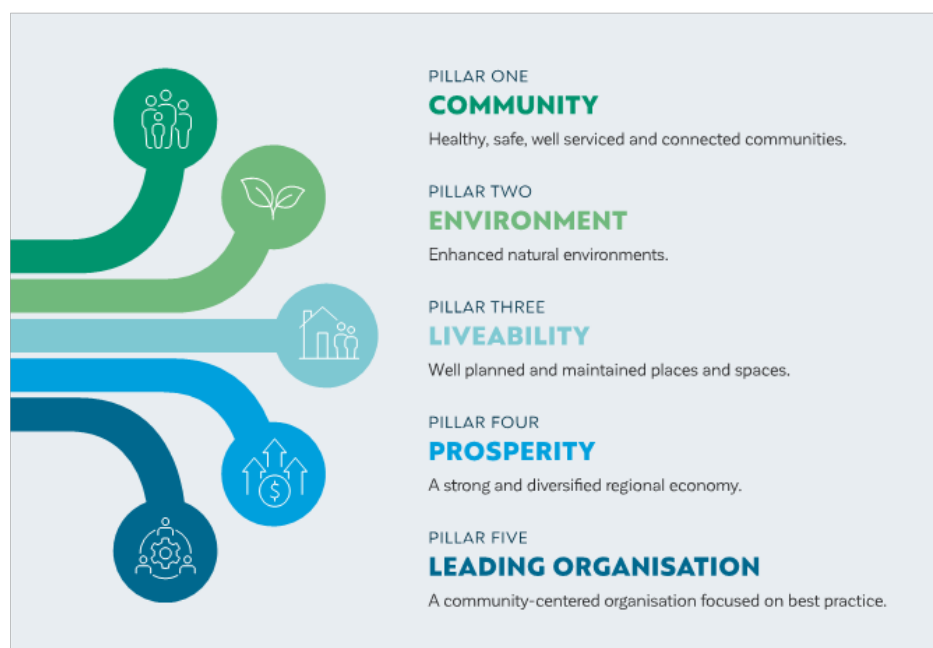 PILLAR ONE
COMMUNITY
Healthy, safe, well serviced and connected communities.
PILLAR TWO
ENVIRONMENT
Enhanced natural environments.
PILLAR THREE
LIVEABILITY
Well planned and maintained places and spaces.
PILLAR FOUR
PROSPERITY
A strong and diversified regional economy.
PILLAR FIVE
LEADING ORGANISATION
A community-centered organisation focused on best practice.
$